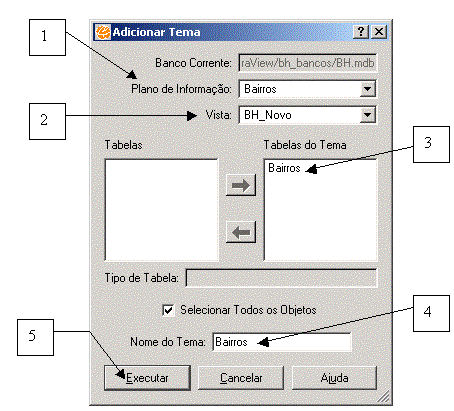 Adicionar Tema
1
Banco Corrente: raView/bh_bancos/BH.mdb
Plano de Informação: Bairros
2
Vista: BH_Novo
Tabelas
Tabelas do Tema
3
Bairros
Tipo de Tabela:
Selecionar Todos os Objetos
4
5
Nome do Tema: Bairros
Executar
Cancelar
Ajuda